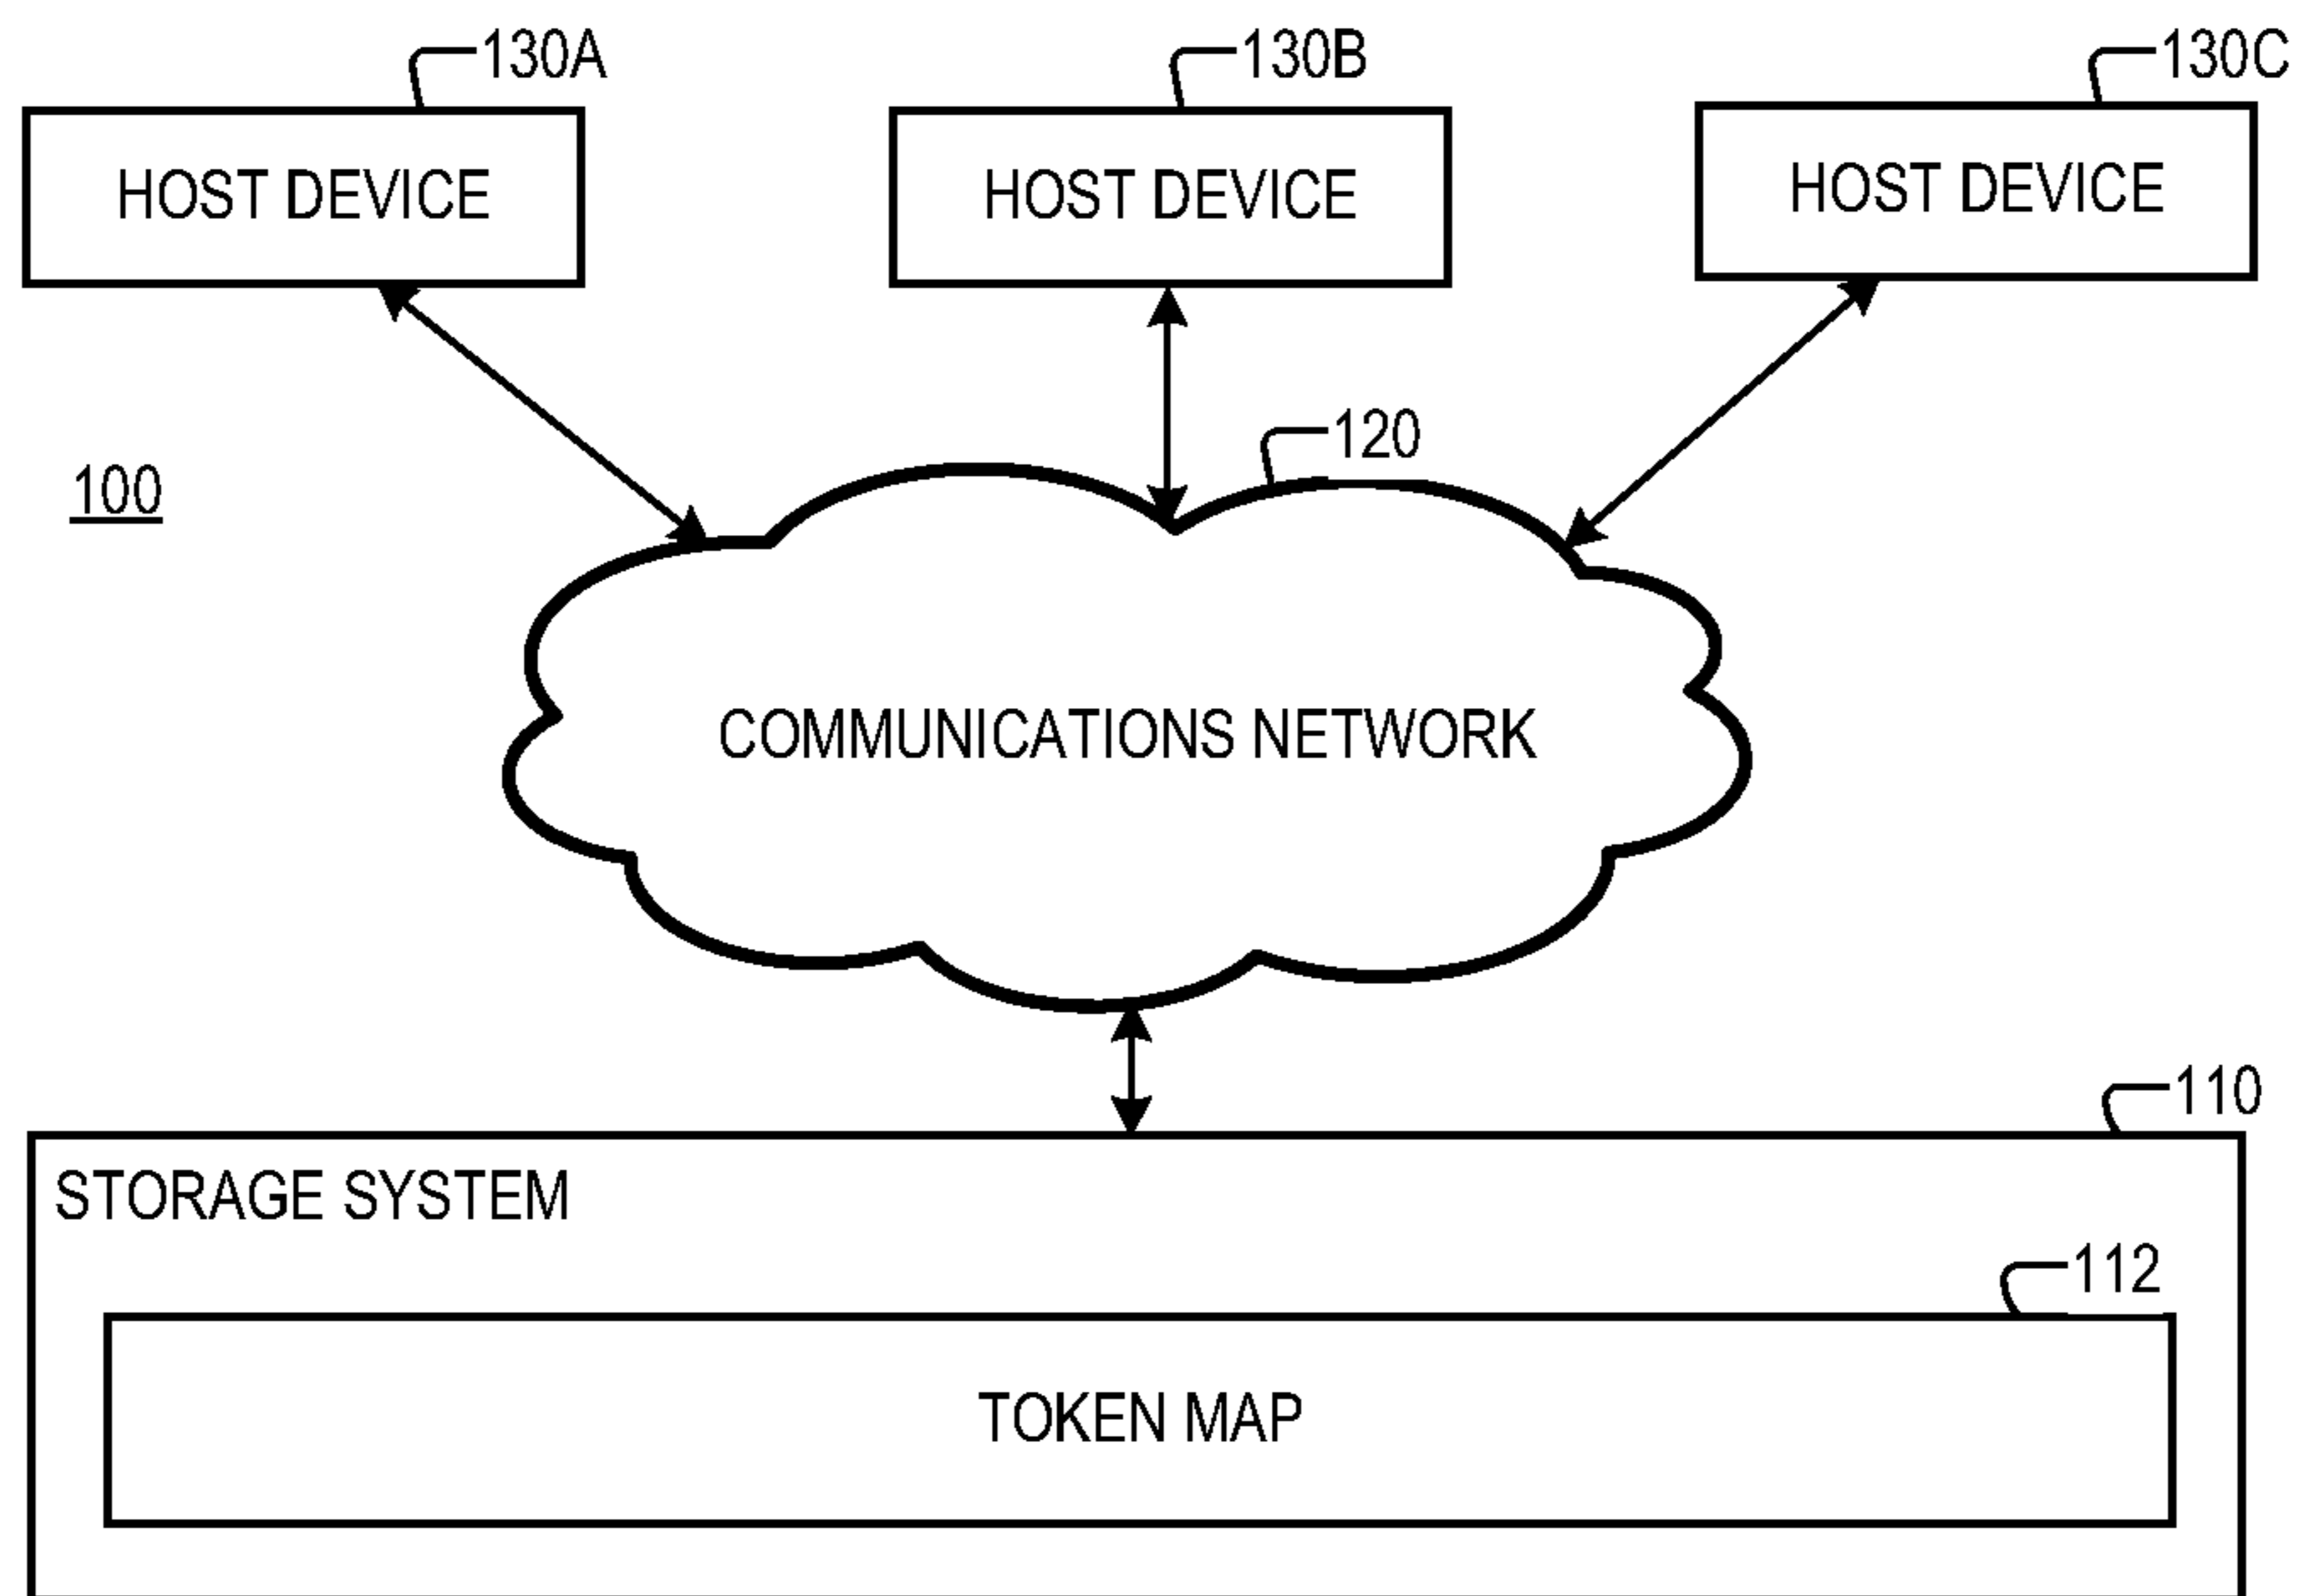 130A
130B
130C
HOST DEVICE
HOST DEVICE
HOST DEVICE
120
100
COMMUNICATIONS NETWORK
110
STORAGE SYSTEM
112
TOKEN MAP